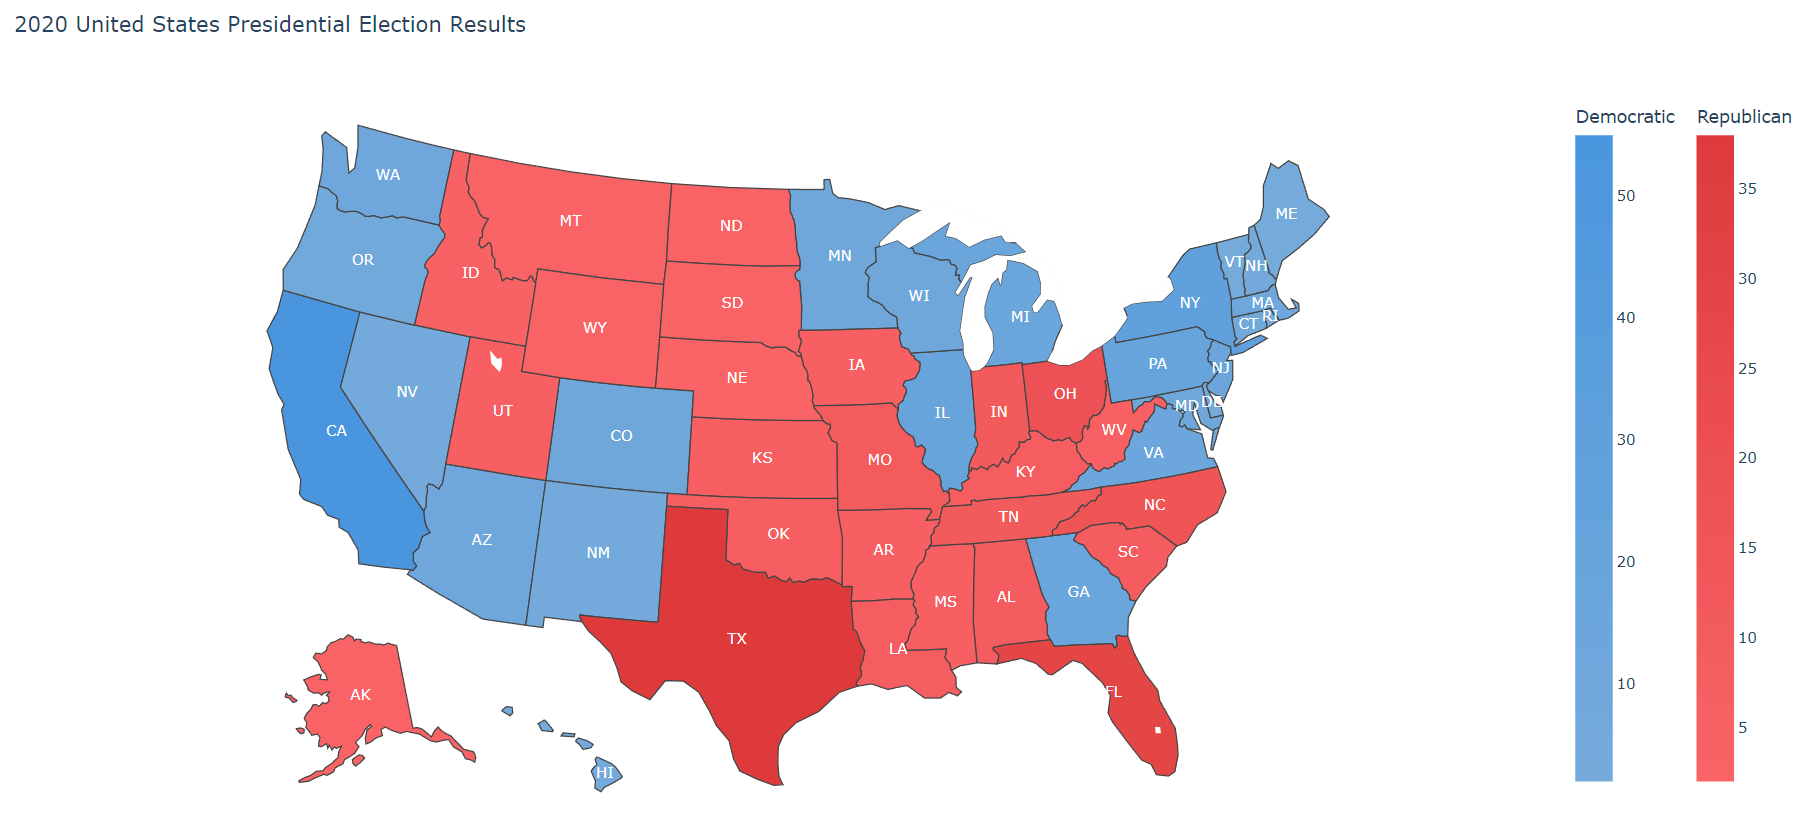 2020 United States Presidential Election Results
Democratic
Republican
WA
MT
ND
MN
ME
OR
ID
SD
WI
MI
NY
VT
NH
MA
CT
RI
WY
IA
PA
NJ
NV
UT
NE
IL
IN
OH
MD
DE
CA
CO
KS
MO
KY
WV
VA
AZ
NM
OK
AR
TN
NC
SC
MS
AL
GA
TX
LA
FL
AK
HI
50
40
30
20
10
35
30
25
20
15
10
5